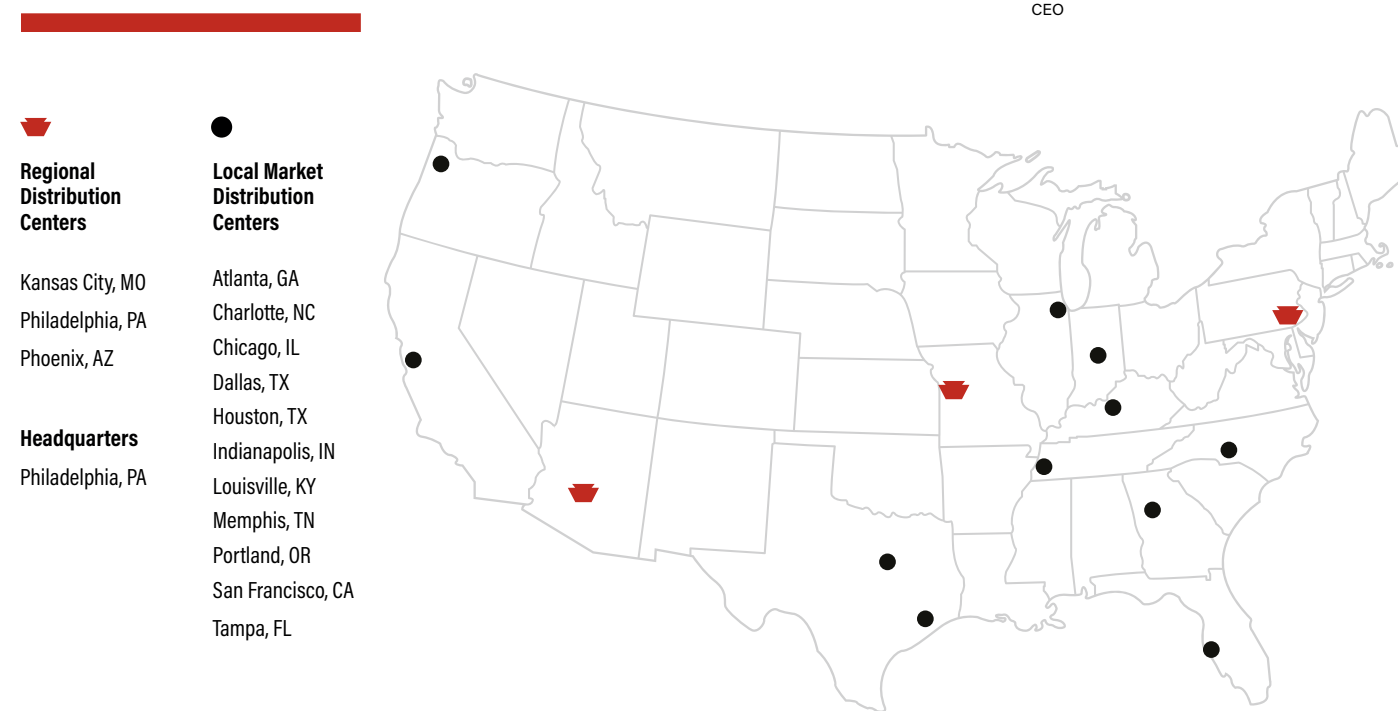 CEO
Regional
Distribution
Centers
Kansas City, MO
Philadelphia, PA
Phoenix, AZ
Headquarters
Philadelphia, PA
Local Market
Distribution
Centers
Atlanta, GA
Charlotte, NC
Chicago, IL
Dallas, TX
Houston, TX
Indianapolis, IN
Louisville, KY
Memphis, TN
Portland, OR
San Francisco, CA
Tampa, FL